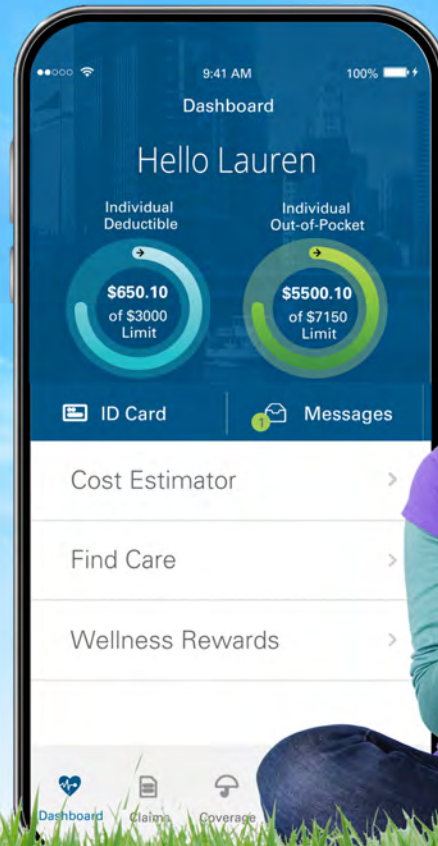 9:41 AM
100%
Dashboard
Hello Lauren
Individual
Deductible
Individual
Out-of-Pocket
$650.10
of $3000
Limit
$5500.10
of $7150
Limit
ID Card
1
Messages
Cost Estimator
Find Care
Wellness Rewards
Dashboard
Claims
Coverage